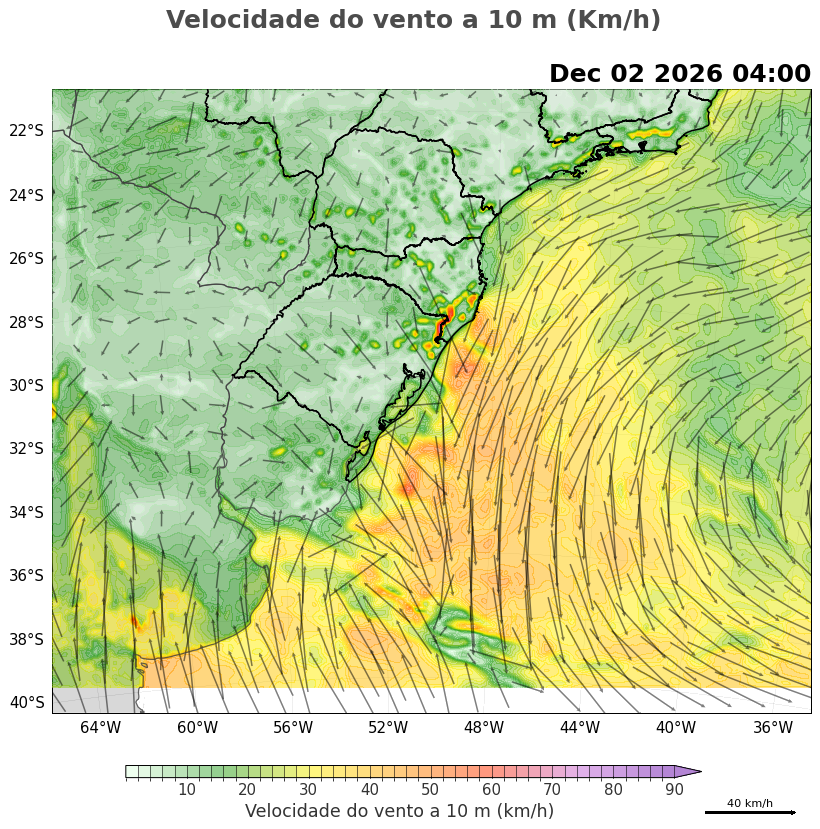 Velocidade do vento a 10 m (Km/h)
Dec 02 2026 04:00
22°S
24°S
26°S
28°S
30°S
32°S
34°S
36°S
38°S
40°S
64°W 60°W 56°W 52°W 48°W 44°W 40°W 36°W
10 20 30 40 50 60 70 80 90
Velocidade do vento a 10 m (km/h)
40 km/h